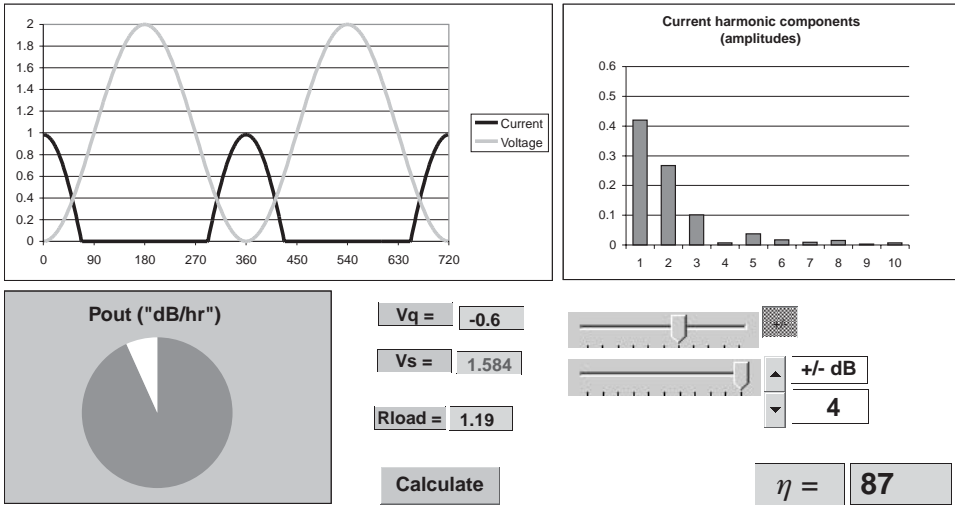 2
1.8
1.6
1.4
1.2
1
0.8
0.6
0.4
0.2
0
0 90 180 270 360 450 540 630 720
Current
Voltage
Current harmonic components
(amplitudes)
0.6
0.5
0.4
0.3
0.2
0.1
0
1 2 3 4 5 6 7 8 9 10
Pout ("dB/hr")
Vq = -0.6
Vs = 1.584
Rload = 1.19
Calculate
+/-
+/- dB
4
η = 87